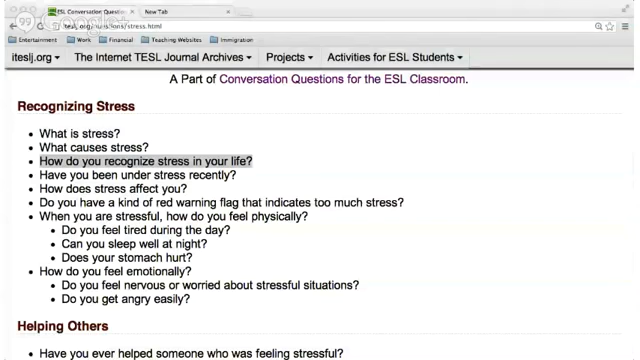 ESL Conversation Questions
New Tab
iteslj.org/questions/stress.html
Entertainment
Work
Financial
Teaching Websites
Immigration
iteslj.org
The Internet TESL Journal Archives
Projects
Activities for ESL Students
A Part of Conversation Questions for the ESL Classroom.
Recognizing Stress
What is stress?
What causes stress?
How do you recognize stress in your life?
Have you been under stress recently?
How does stress affect you?
Do you have a kind of red warning flag that indicates too much stress?
When you are stressful, how do you feel physically?
Do you feel tired during the day?
Can you sleep well at night?
Does your stomach hurt?
How do you feel emotionally?
Do you feel nervous or worried about stressful situations?
Do you get angry easily?
Helping Others
Have you ever helped someone who was feeling stressful?